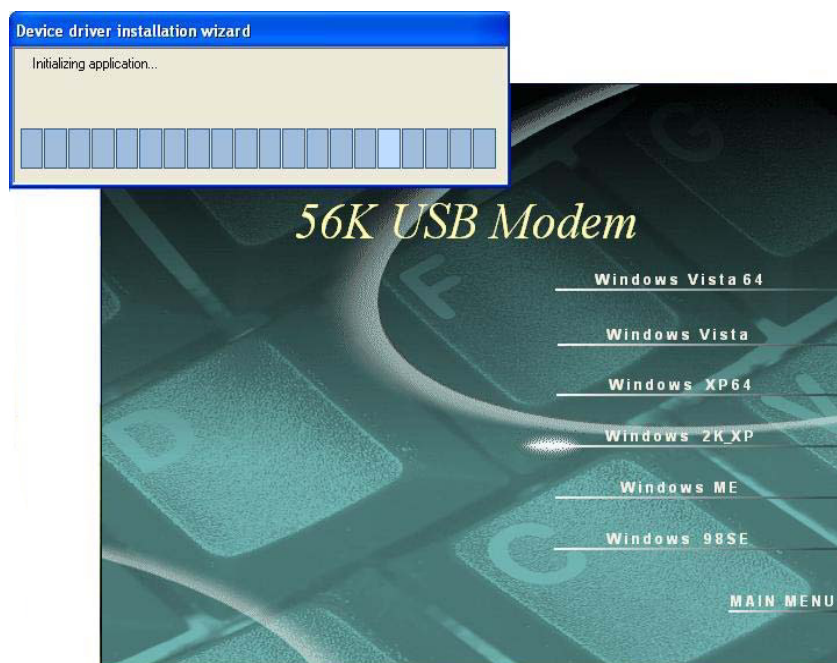 Device driver installation wizard
Initializing application...
G
56K USB Modem
F
Windows Vista 64
Windows Vista
Windows XP64
V
D
Windows 2K_XP
Windows ME
C
Windows 98SE
MAIN MENU